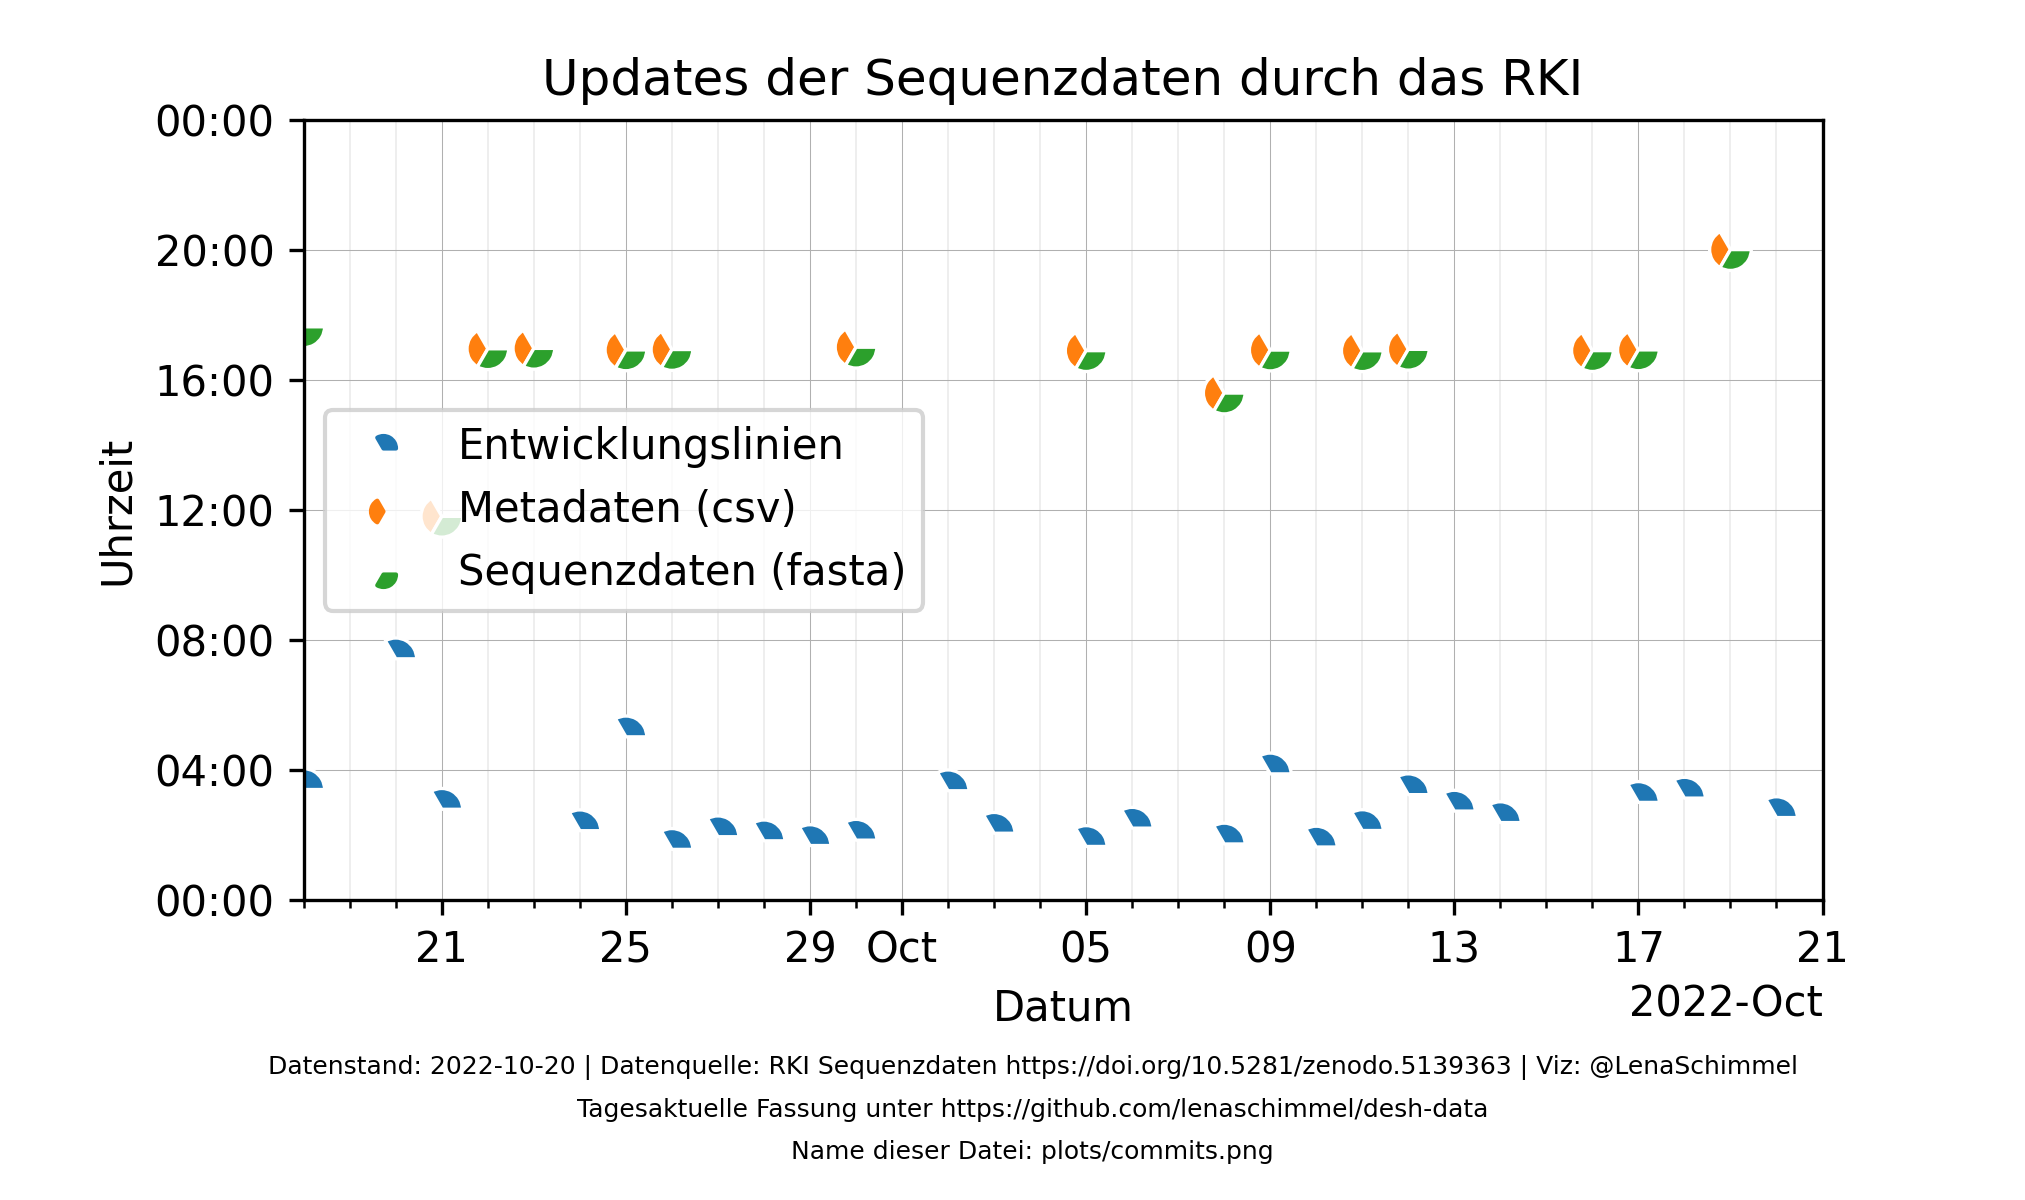 Updates der Sequenzdaten durch das RKI
00:00
20:00
16:00
12:00
08:00
04:00
00:00
Uhrzeit
Entwicklungslinien
Metadaten (csv)
Sequenzdaten (fasta)
21 25 29 Oct 05 09 13 17 21
Datum
2022-Oct
Datenstand: 2022-10-20 | Datenquelle: RKI Sequenzdaten https://doi.org/10.5281/zenodo.5139363 | Viz: @LenaSchimmel
Tagesaktuelle Fassung unter https://github.com/lenaschimmel/desh-data
Name dieser Datei: plots/commits.png